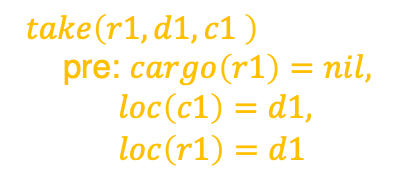 take(r1,d1,c1 )
pre: cargo(r1) = nil,
loc(c1) = d1,
loc(r1) = d1